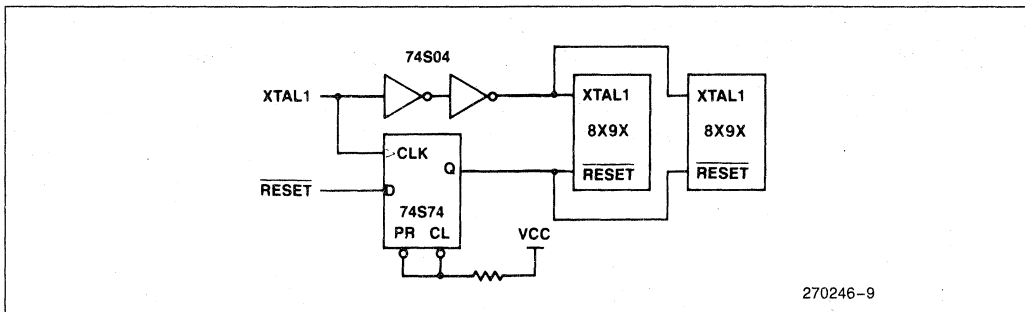 74S04
XTAL1
XTAL1
XTAL1
8X9X
8X9X
CLK
Q
RESET
RESET
RESET
D
74S74
PR CL
VCC
270246-9